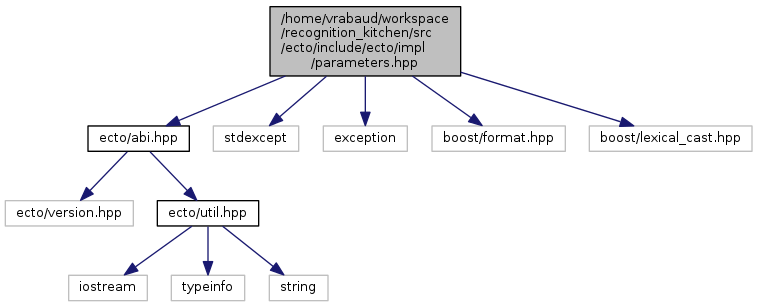 /home/vrabaud/workspace
/recognition_kitchen/src
/ecto/include/ecto/impl
/parameters.hpp
ecto/abi.hpp
stdexcept
exception
boost/format.hpp
boost/lexical_cast.hpp
ecto/version.hpp
ecto/util.hpp
iostream
typeinfo
string